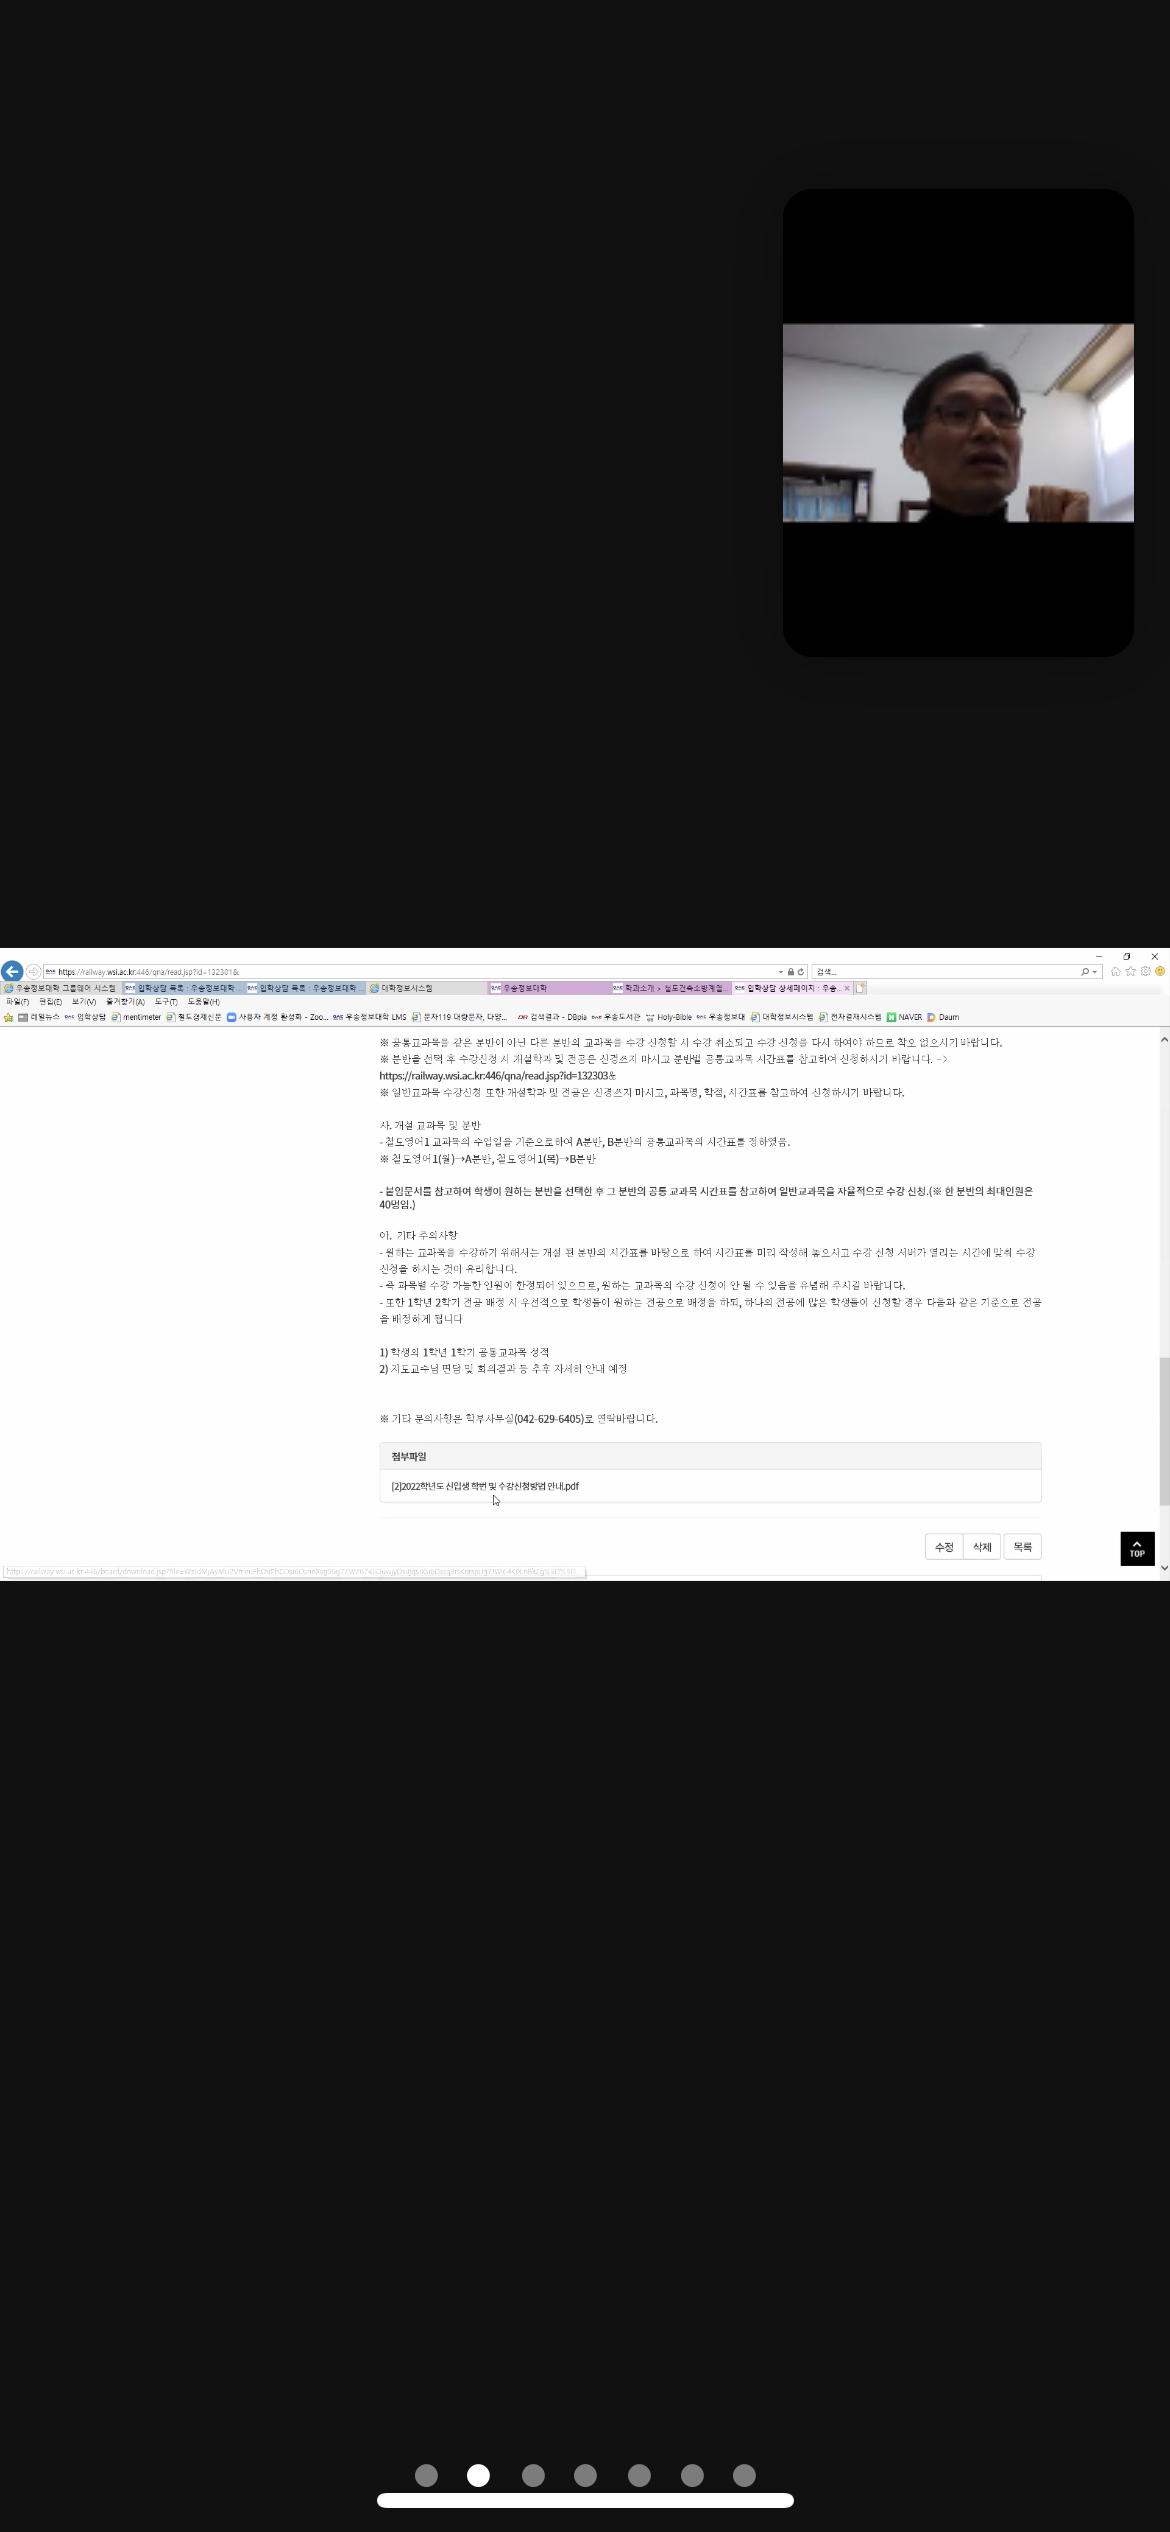 https://railway.wsi.ac.kr:446/qna/read.jsp?id=132301&
검색...
우송정보대학 그룹웨어 시스템
입학상담 목록 : 우송정보대학
입학상담 목록 : 우송정보대학
대학정보시스템
우송정보대학
학과소개 > 철도건축소방계열...
입학상담 상세페이지 : 우송...
파일(F) 편집(E) 보기(V) 즐겨찾기(A) 도구(T) 도움말(H)
레일뉴스 입학상담 mentimeter 철도경제신문 사용자 계정 활성화 - Zoo... 우송정보대학 LMS 문자119 대량문자, 다양... 검색결과 - DBpia 우송도서관 Holy-Bible 우송정보대 대학정보시스템 전자결재시스템 NAVER Daum
※ 공통교과목을 같은 분반이 아닌 다른 분반의 교과목을 수강 신청할 시 수강 취소되고 수강 신청을 다시 하여야 하므로 착오 없으시기 바랍니다.
※ 분반을 선택 후 수강신청 시 개설학과 및 전공은 신경쓰지 마시고 분반별 공통교과목 시간표를 참고하여 신청하시기 바랍니다. ->
https://railway.wsi.ac.kr:446/qna/read.jsp?id=132303&
※ 일반교과목 수강신청 또한 개설학과 및 전공은 신경쓰지 마시고, 과목명, 학점, 시간표를 참고하여 신청하시기 바랍니다.
사. 개설 교과목 및 분반
- 철도영어1 교과목의 수업일을 기준으로하여 A분반, B분반의 공통교과목의 시간표를 정하였음.
※ 철도영어1(월)→A분반, 철도영어1(목)→B분반
- 붙임문서를 참고하여 학생이 원하는 분반을 선택한 후 그 분반의 공통 교과목 시간표를 참고하여 일반교과목을 자율적으로 수강 신청.(※ 한 분반의 최대인원은
40명임.)
아. 기타 주의사항
- 원하는 교과목을 수강하기 위해서는 개설 된 분반의 시간표를 바탕으로 하여 시간표를 미리 작성해 놓으시고 수강 신청 서버가 열리는 시간에 맞춰 수강
신청을 하시는 것이 유리합니다.
- 즉 과목별 수강 가능한 인원이 한정되어 있으므로, 원하는 교과목의 수강 신청이 안 될 수 있음을 유념해 주시길 바랍니다.
- 또한 1학년 2학기 전공 배정 시 우선적으로 학생들이 원하는 전공으로 배정을 하되, 하나의 전공에 많은 학생들이 신청할 경우 다음과 같은 기준으로 전공
을 배정하게 됩니다
1) 학생의 1학년 1학기 공통교과목 성적
2) 지도교수님 면담 및 회의결과 등 추후 자세히 안내 예정
※ 기타 문의사항은 학부사무실(042-629-6405)로 연락바랍니다.
첨부파일
[2]2022학년도 신입생 학번 및 수강신청방법 안내.pdf
수정 삭제 목록
TOP